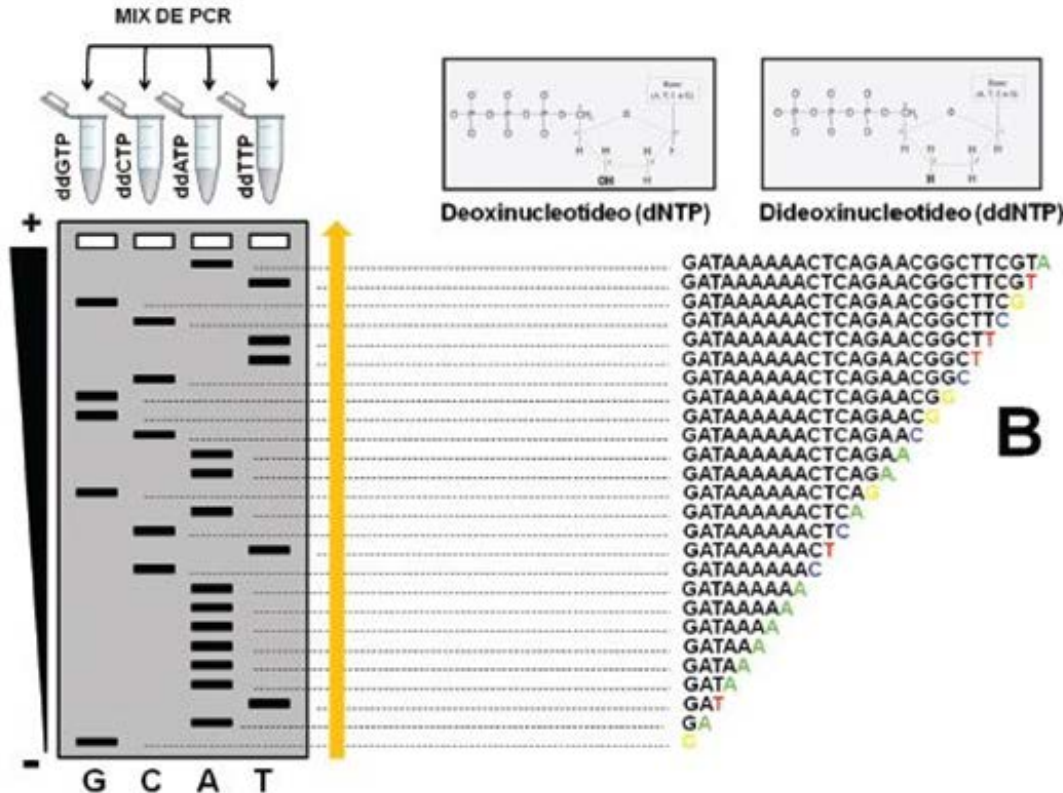 MIX DE PCR
ddGTP
ddCTP
ddATP
ddTTP
Deoxinucleotídeo (dNTP)
Dideoxinucleotídeo (ddNTP)
+
-
G C A T
GATAAAAAACTCAGAACGGCTTCGTA
GATAAAAAACTCAGAACGGCTTCGT
GATAAAAAACTCAGAACGGCTTCG
GATAAAAAACTCAGAACGGCTTC
GATAAAAAACTCAGAACGGCTT
GATAAAAAACTCAGAACGGCT
GATAAAAAACTCAGAACGGC
GATAAAAAACTCAGAACGG
GATAAAAAACTCAGAACG
GATAAAAAACTCAGAAC
GATAAAAAACTCAGAA
GATAAAAAACTCAGA
GATAAAAAACTCAG
GATAAAAAACTCA
GATAAAAAACTC
GATAAAAAACT
GATAAAAAAC
GATAAAAAA
GATAAAAA
GATAAAA
GATAAA
GATAA
GATA
GAT
GA
G
B